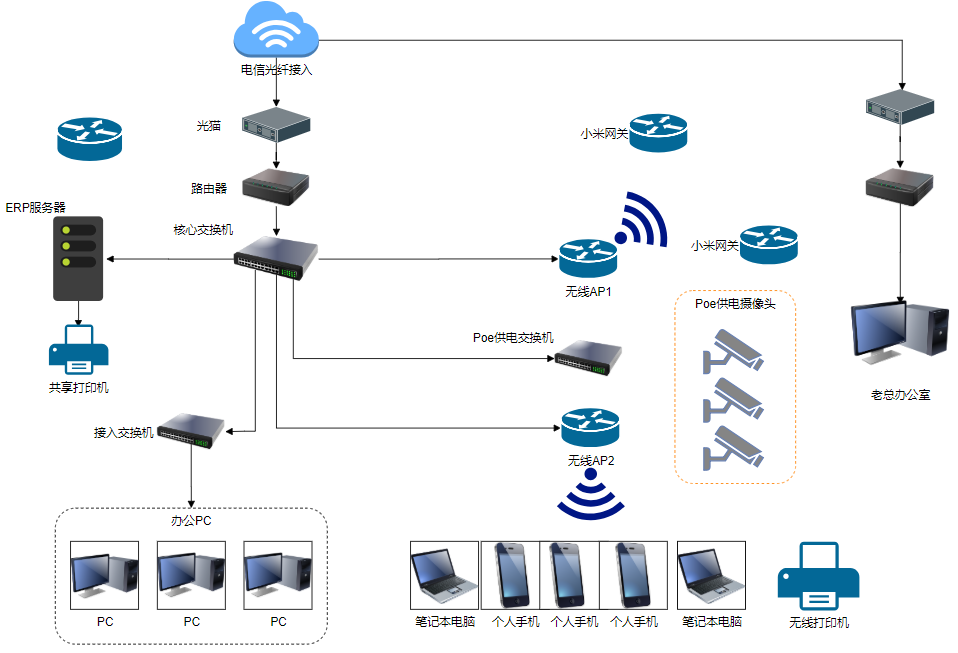 电信光纤接入
光猫
小米网关
路由器
ERP服务器
核心交换机
小米网关
无线AP1
Poe供电摄像头
Poe供电交换机
共享打印机
老总办公室
接入交换机
无线AP2
办公PC
PC
PC
PC
笔记本电脑
个人手机
个人手机
个人手机
笔记本电脑
无线打印机